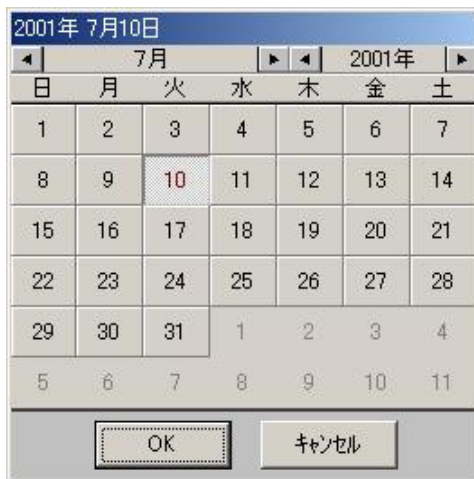 2001年 7月10日
◄ 7月 ► ◄ 2001年 ►
日 月 火 水 木 金 土
1 2 3 4 5 6 7
8 9 10 11 12 13 14
15 16 17 18 19 20 21
22 23 24 25 26 27 28
29 30 31 1 2 3 4
5 6 7 8 9 10 11
OK ｷｬﾝｾﾙ